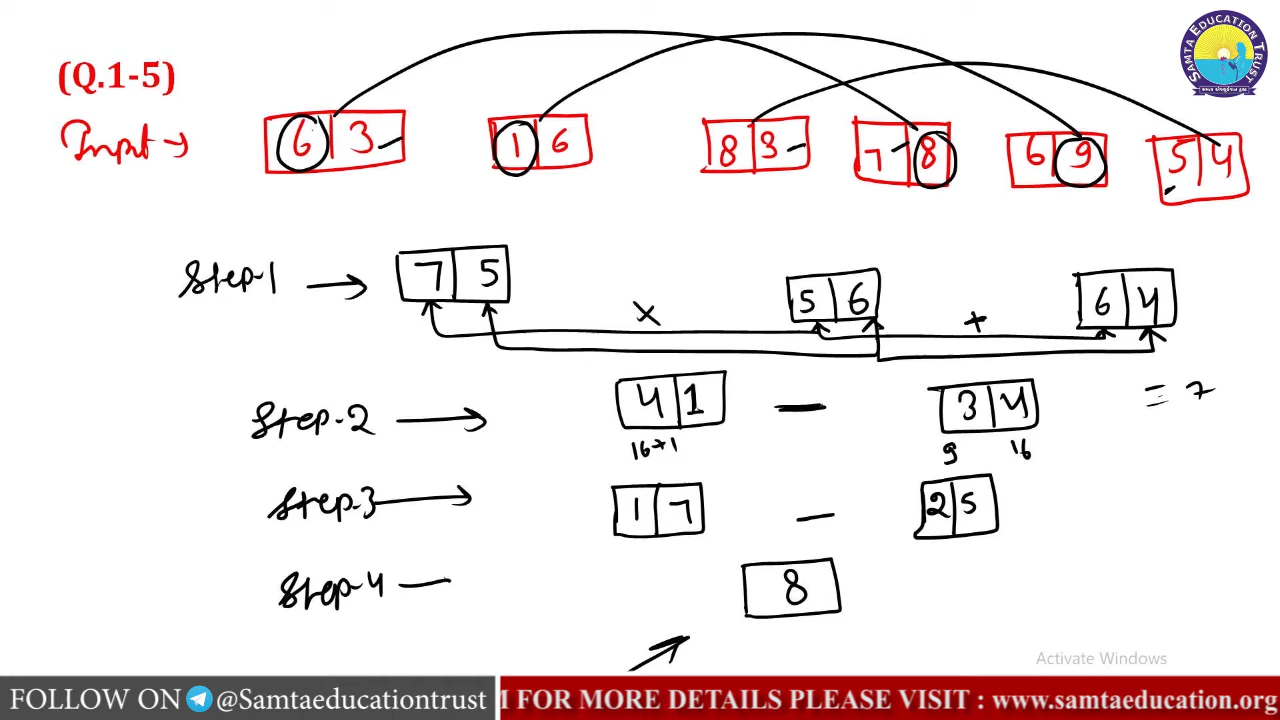 SAMTA EDUCATION TRUST
(Q.1-5)
Input → 6 3 1 6 8 3 7 8 6 9 5 4
Step-1 → 7 5 × 5 6 + 6 4
Step-2 → 4 1 — 3 4 = 7
16+1 9 16
Step-3 → 1 7 — 2 5
Step-4 — 8
Activate Windows
FOLLOW ON @Samtaeducationtrust M FOR MORE DETAILS PLEASE VISIT : www.samtaeducation.org